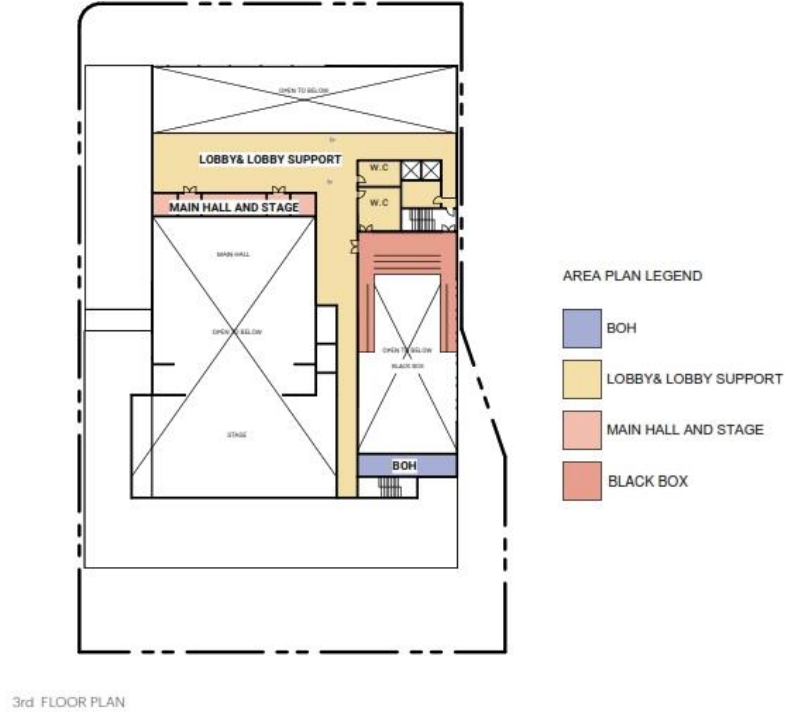 OPEN TO BELOW
LOBBY& LOBBY SUPPORT
W.C
W.C
MAIN HALL AND STAGE
MAIN HALL
OPEN TO BELOW
STAGE
OPEN TO BELOW
BLACK BOX
BOH
AREA PLAN LEGEND
BOH
LOBBY& LOBBY SUPPORT
MAIN HALL AND STAGE
BLACK BOX
3rd FLOOR PLAN